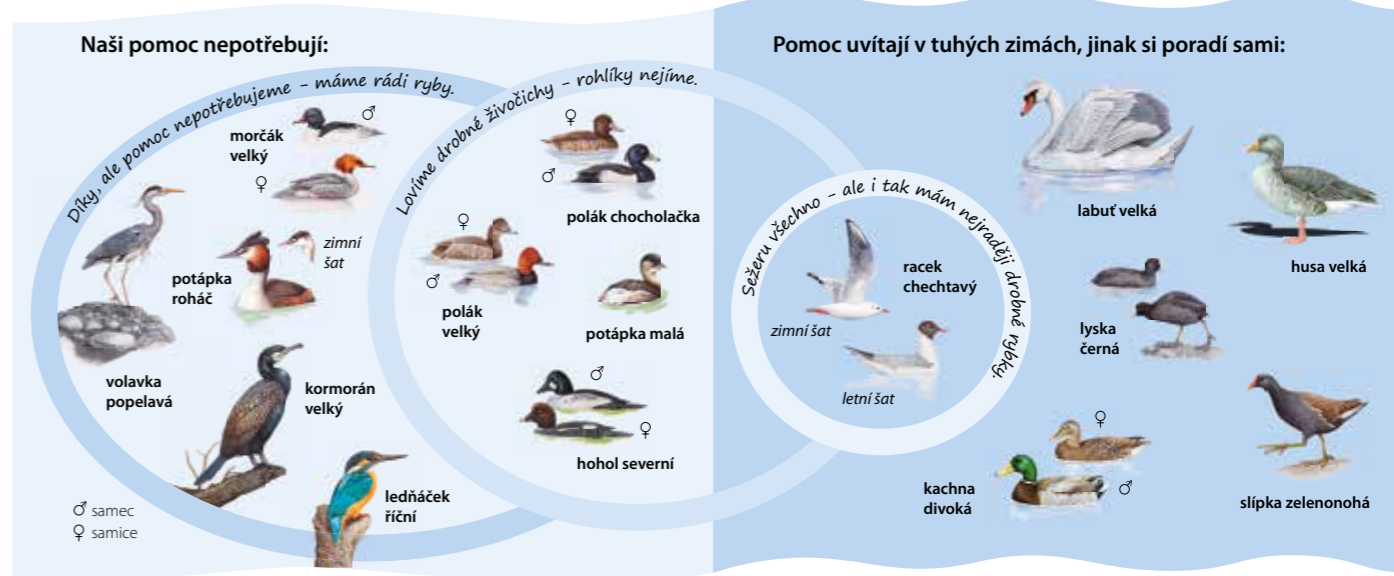 Naši pomoc nepotřebují:
Díky, ale pomoc nepotřebujeme - máme rádi ryby.
morčák
velký
♂
♀
potápka
roháč
zimní
šat
volavka
popelavá
kormorán
velký
ledňáček
říční
♂ samec
♀ samice
Lovíme drobné živočichy - rohlíky nejíme.
♀
♂
polák chocholačka
♀
♂
polák
velký
potápka malá
♂
♀
hohol severní
Pomoc uvítají v tuhých zimách, jinak si poradí sami:
Sežeru všechno - ale i tak mám nejraději drobné rybky.
racek
chechtavý
zimní šat
letní šat
labuť velká
husa velká
lyska
černá
♀
♂
kachna
divoká
slípka zelenonohá